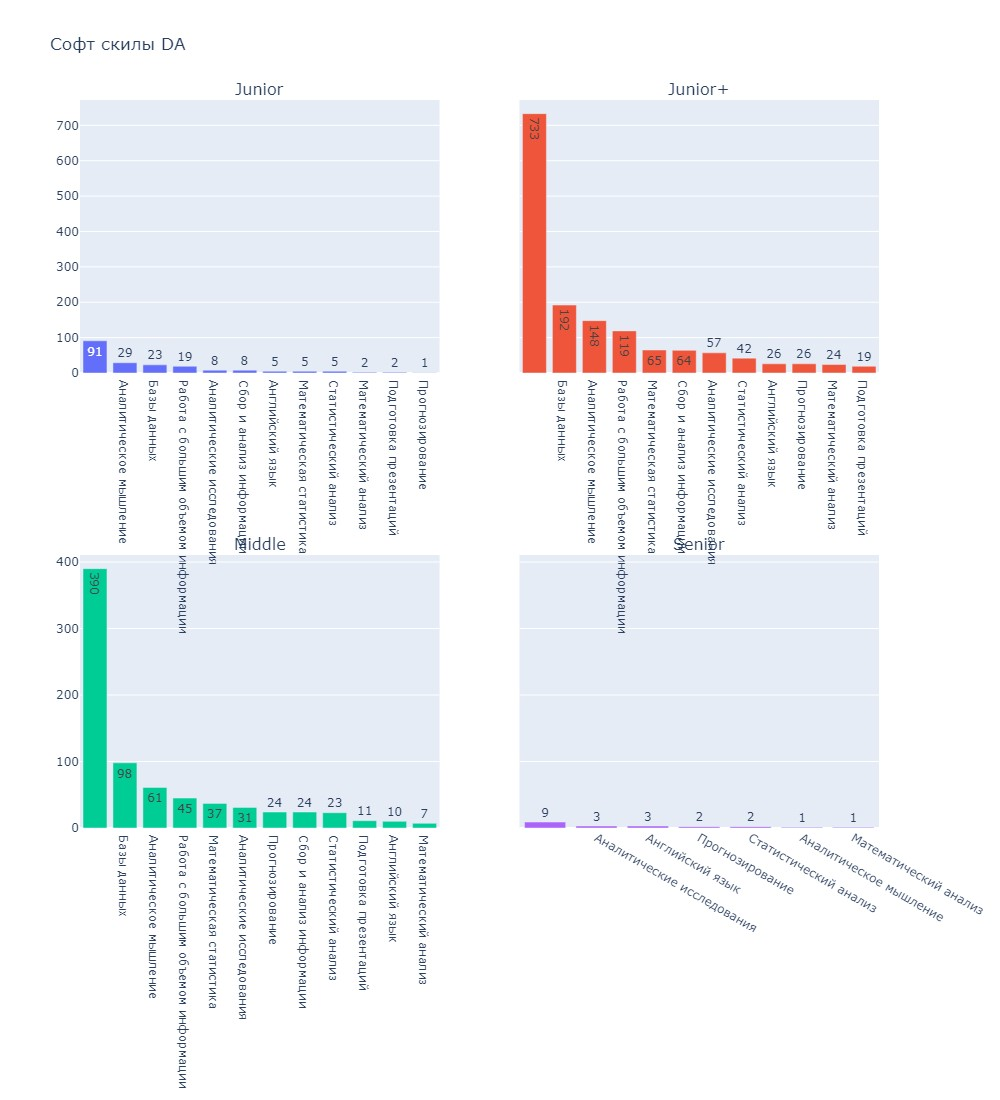 Софт скилы DA
Junior
700
600
500
400
300
200
100
0
91
29
23
19
8
8
5
5
5
2
2
1
Аналитическое мышление
Базы данных
Работа с большим объемом информации
Аналитические исследования
Сбор и анализ информации
Английский язык
Математическая статистика
Статистический анализ
Математический анализ
Подготовка презентаций
Прогнозирование
Junior+
733
192
148
119
65
64
57
42
26
26
24
19
Базы данных
Аналитическое мышление
Работа с большим объемом информации
Математическая статистика
Сбор и анализ информации
Аналитические исследования
Статистический анализ
Английский язык
Прогнозирование
Математический анализ
Подготовка презентаций
Middle
400
300
200
100
0
390
98
61
45
37
31
24
24
23
11
10
7
Базы данных
Аналитическое мышление
Работа с большим объемом информации
Математическая статистика
Аналитические исследования
Прогнозирование
Сбор и анализ информации
Статистический анализ
Подготовка презентаций
Английский язык
Математический анализ
Senior
9
3
3
2
2
1
1
Аналитические исследования
Английский язык
Прогнозирование
Статистический анализ
Аналитическое мышление
Математический анализ